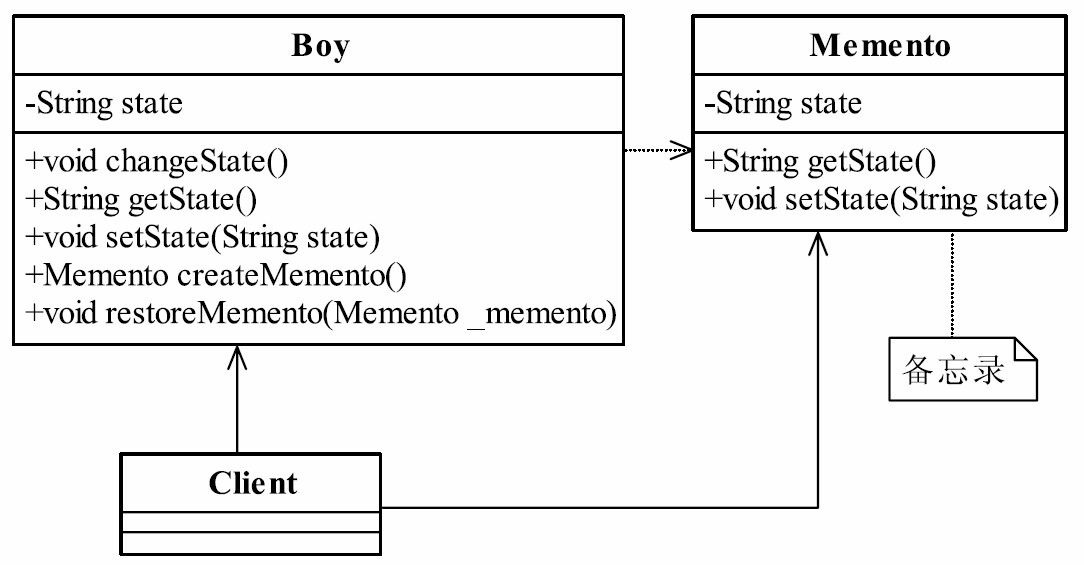 Boy
-String state
+void changeState()
+String getState()
+void setState(String state)
+Memento createMemento()
+void restoreMemento(Memento _memento)
Memento
-String state
+String getState()
+void setState(String state)
备忘录
Client